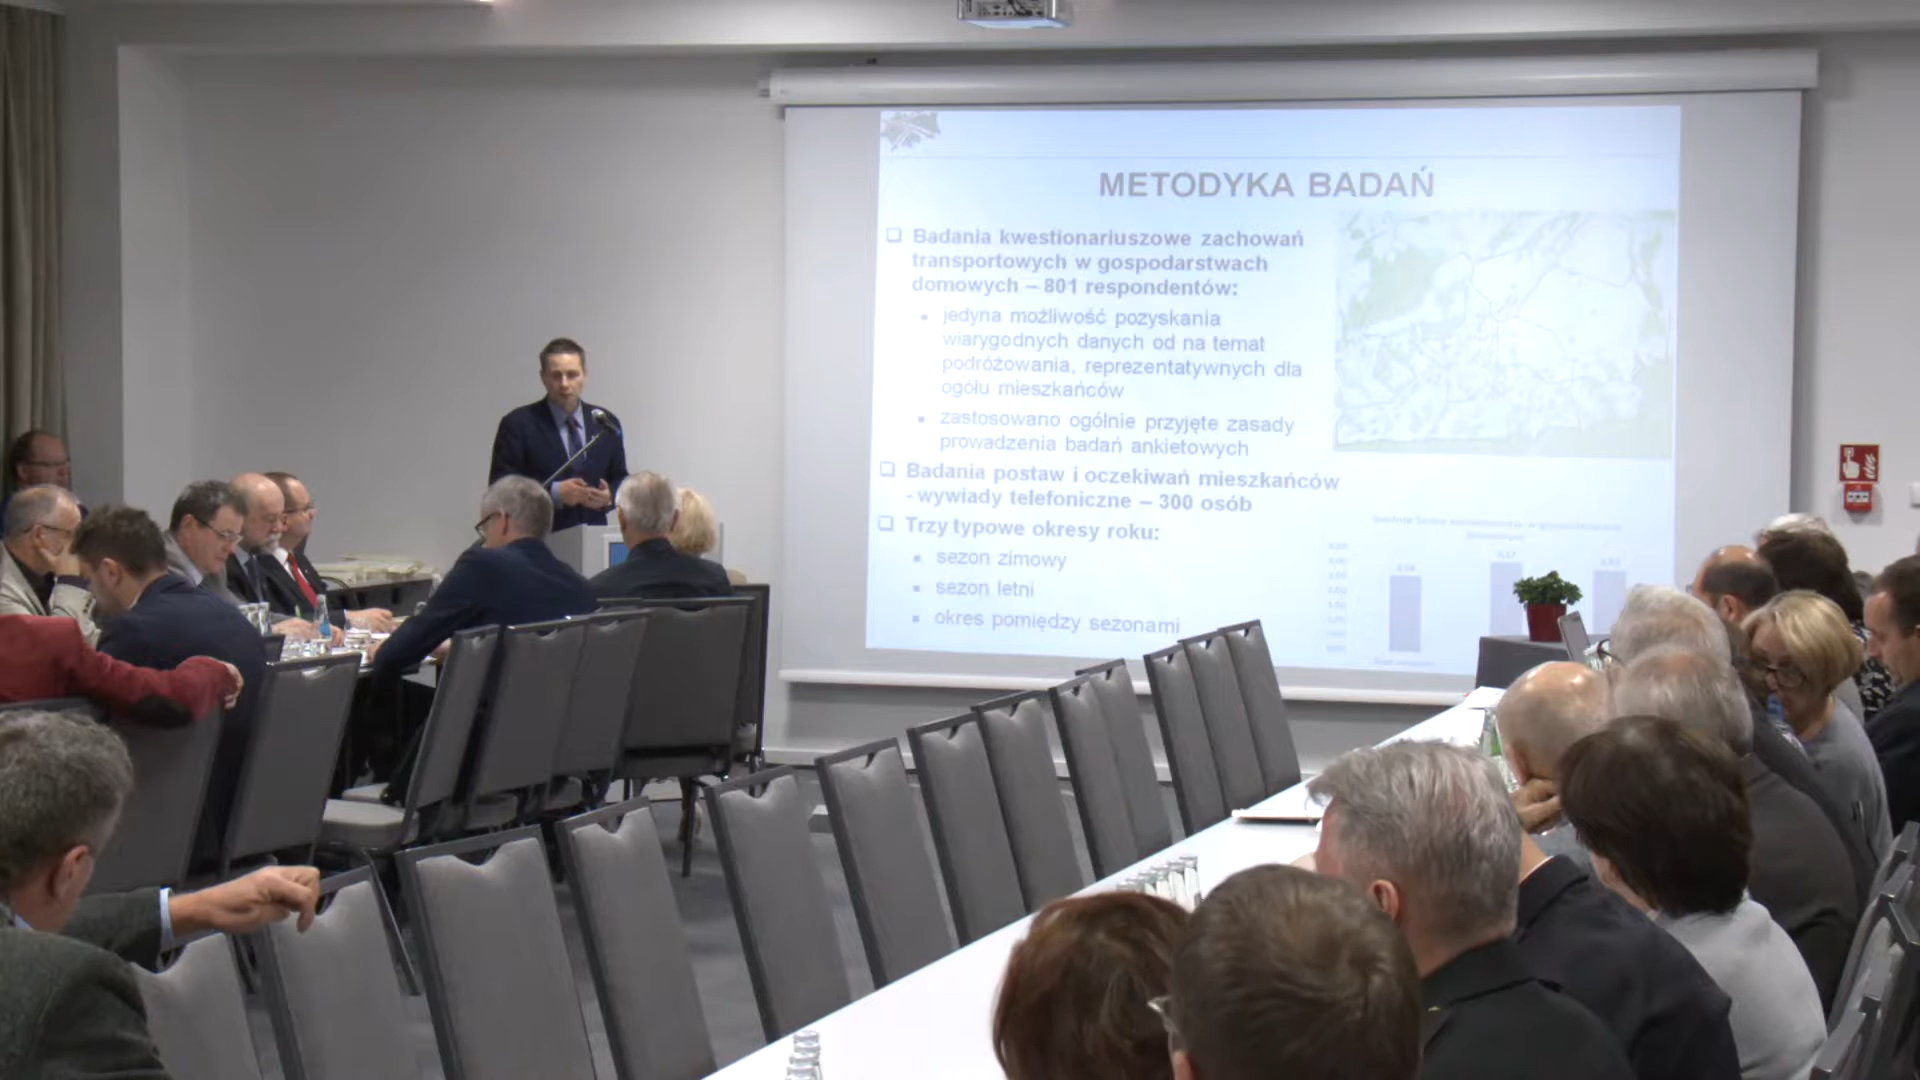 METODYKA BADAŃ
Badania kwestionariuszowe zachowań
transportowych w gospodarstwach
domowych – 801 respondentów:
jedyna możliwość pozyskania
wiarygodnych danych od na temat
podróżowania, reprezentatywnych dla
ogółu mieszkańców
zastosowano ogólnie przyjęte zasady
prowadzenia badań ankietowych
Badania postaw i oczekiwań mieszkańców
- wywiady telefoniczne – 300 osób
Trzy typowe okresy roku:
sezon zimowy
sezon letni
okres pomiędzy sezonami